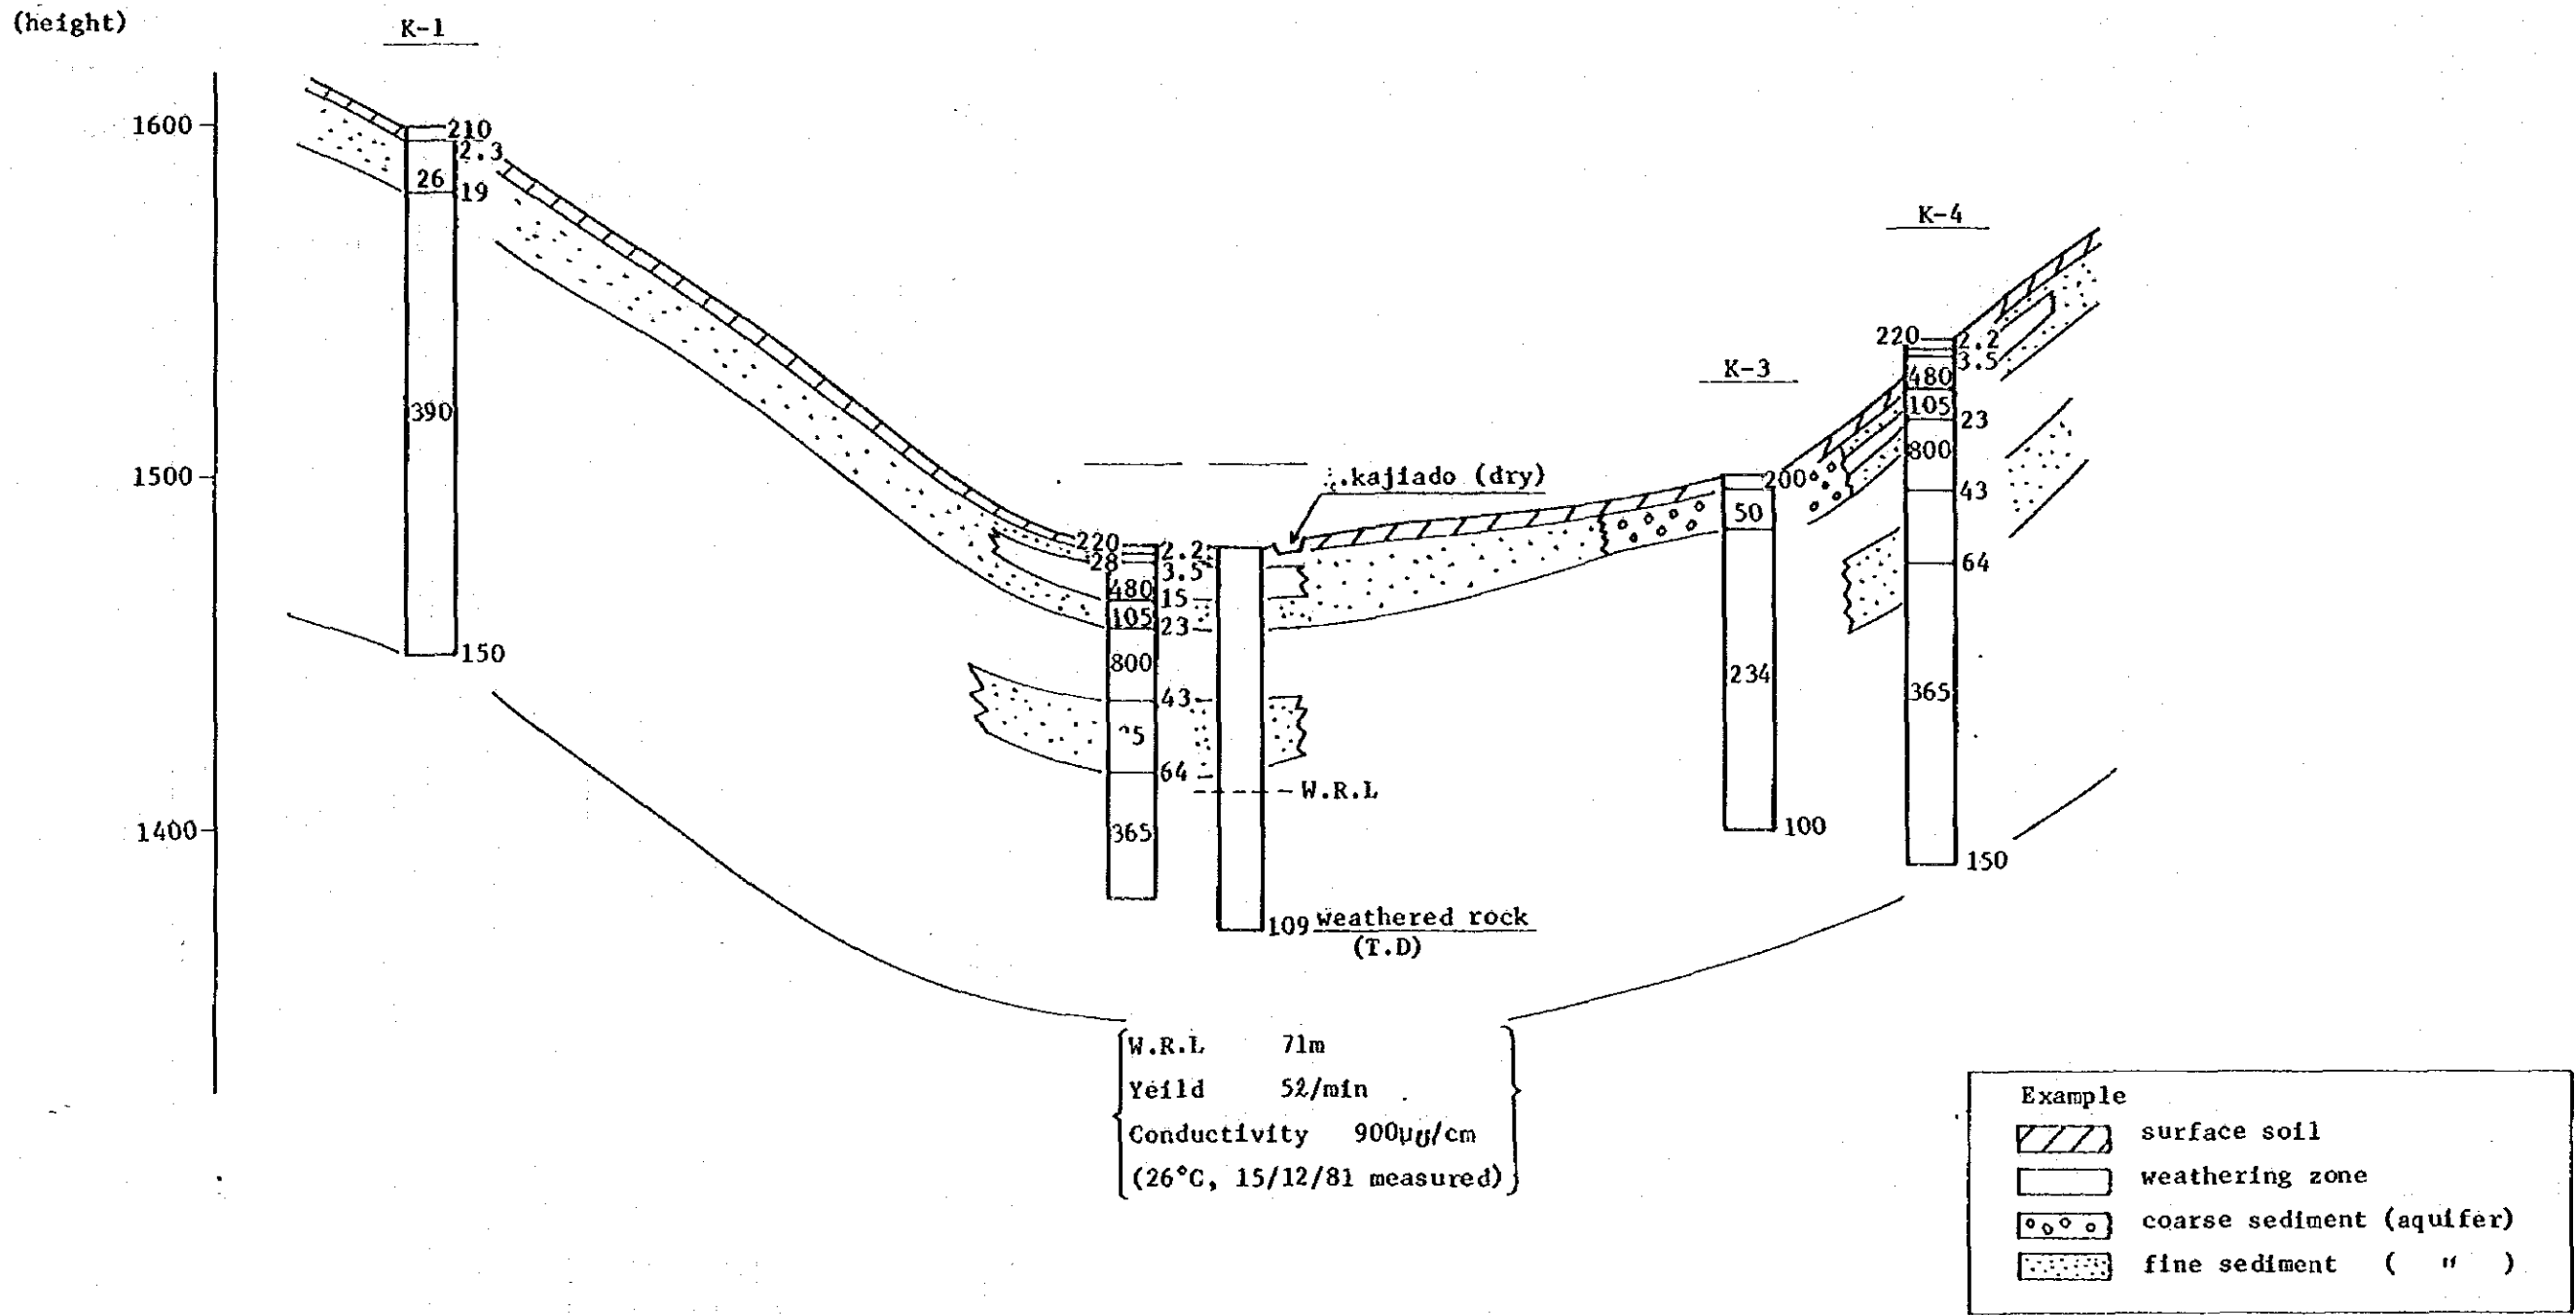 (height)
K-1
1600
210
2.3
26
19
390
150
K-4
220
2.2
3.5
480
105
23
800
43
64
365
150
K-3
200
50
234
100
1500
.kajiado (dry)
220
2.2
28
3.5
480
15
105
23
800
43
64
365
W.R.L
1400
109 weathered rock
(T.D)
W.R.L 71m
Yeild 5ℓ/min
Conductivity 900μ℧/cm
(26°C, 15/12/81 measured)
Example
surface soil
weathering zone
coarse sediment (aquifer)
fine sediment ( " )